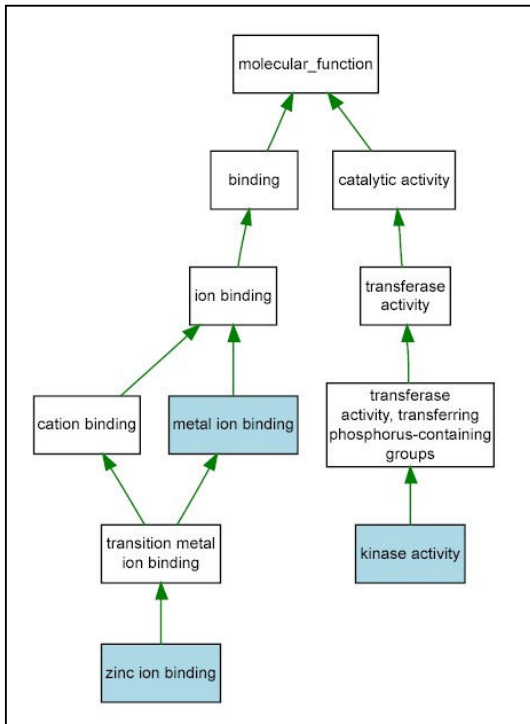 molecular_function
binding
catalytic activity
ion binding
transferase
activity
cation binding
metal ion binding
transferase
activity, transferring
phosphorus-containing
groups
transition metal
ion binding
kinase activity
zinc ion binding